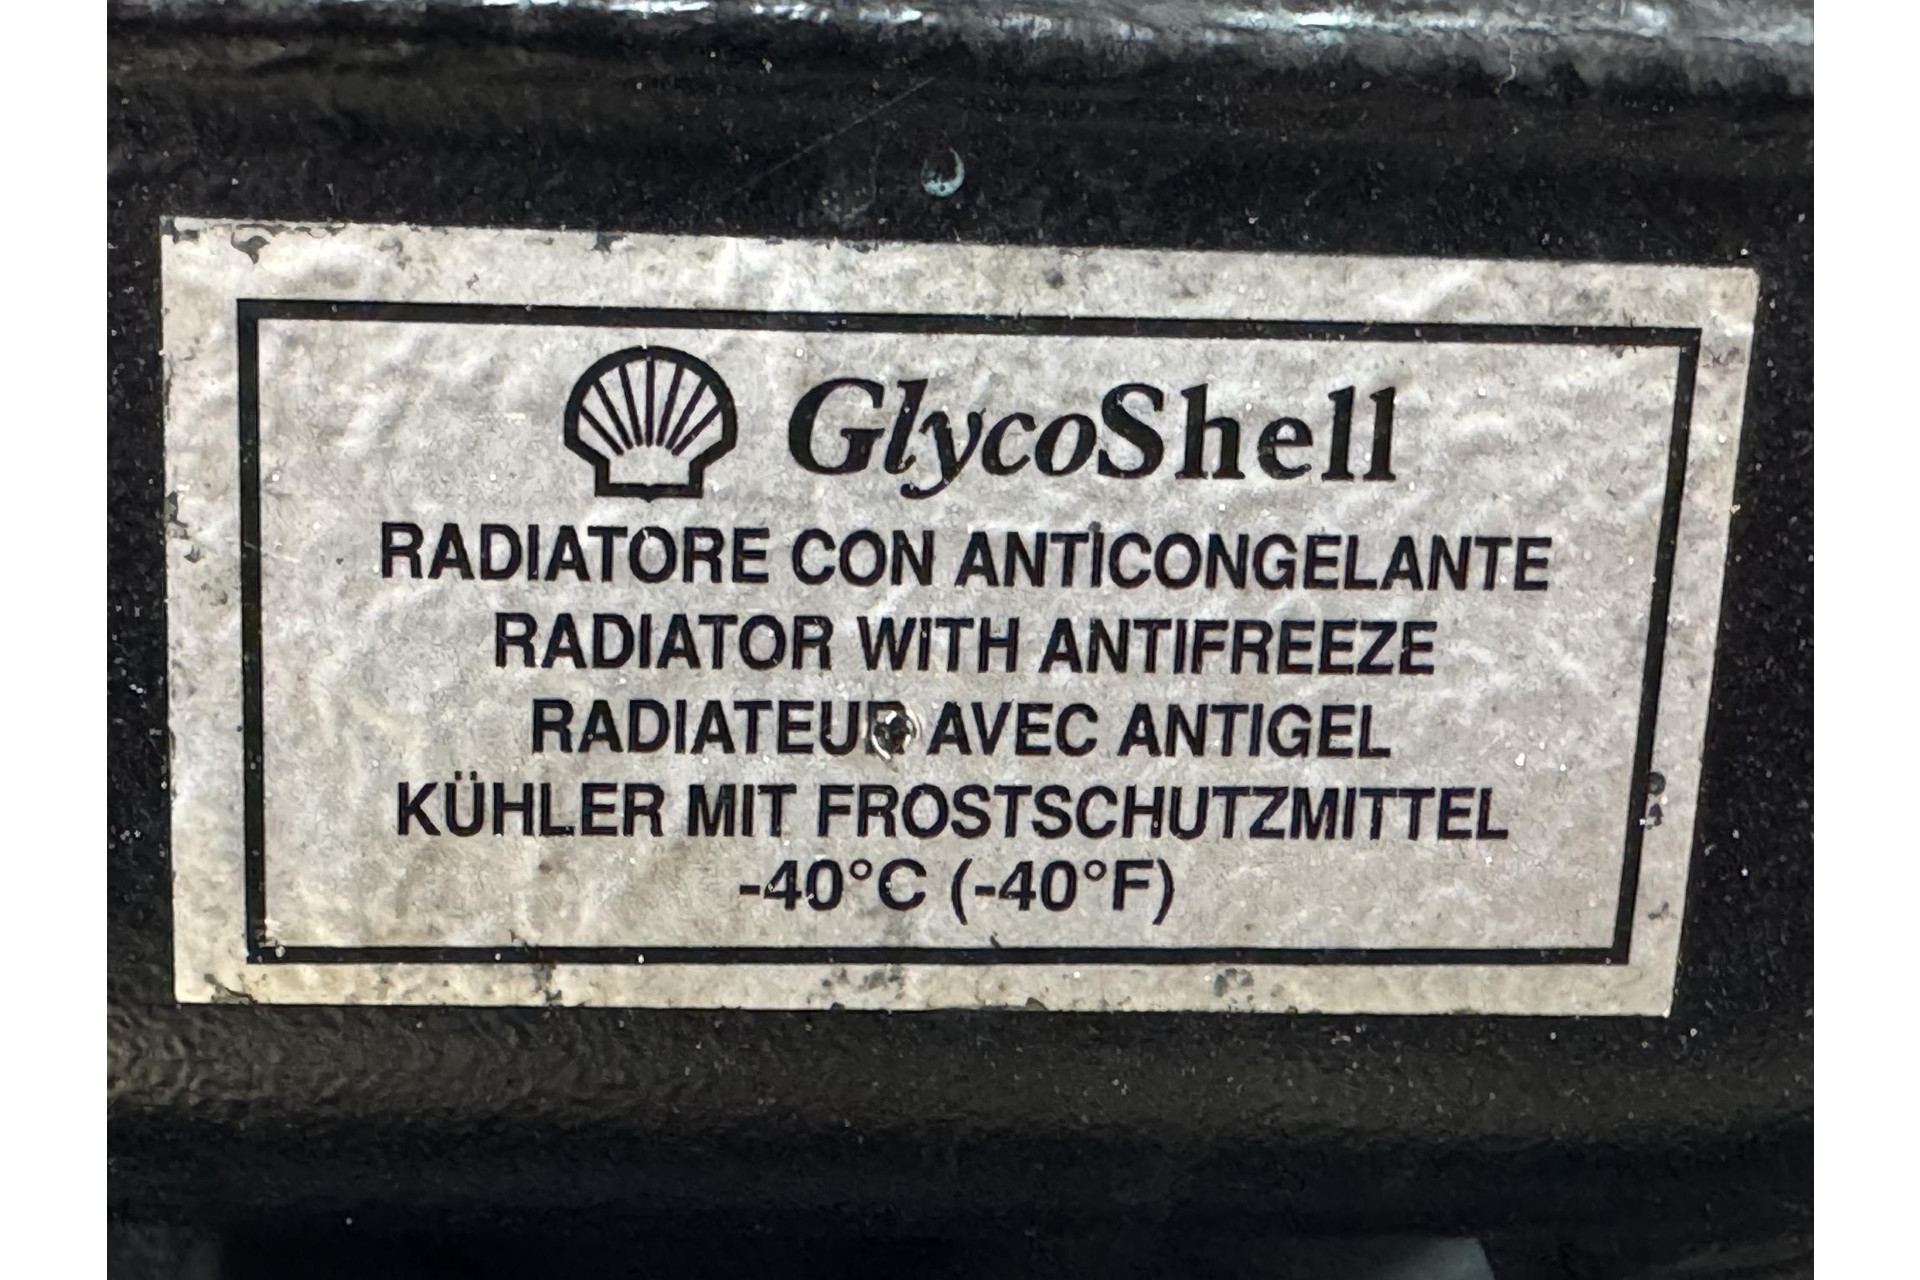 GlycoShell
RADIATORE CON ANTICONGELANTE
RADIATOR WITH ANTIFREEZE
RADIATEUR AVEC ANTIGEL
KÜHLER MIT FROSTSCHUTZMITTEL
-40°C (-40°F)